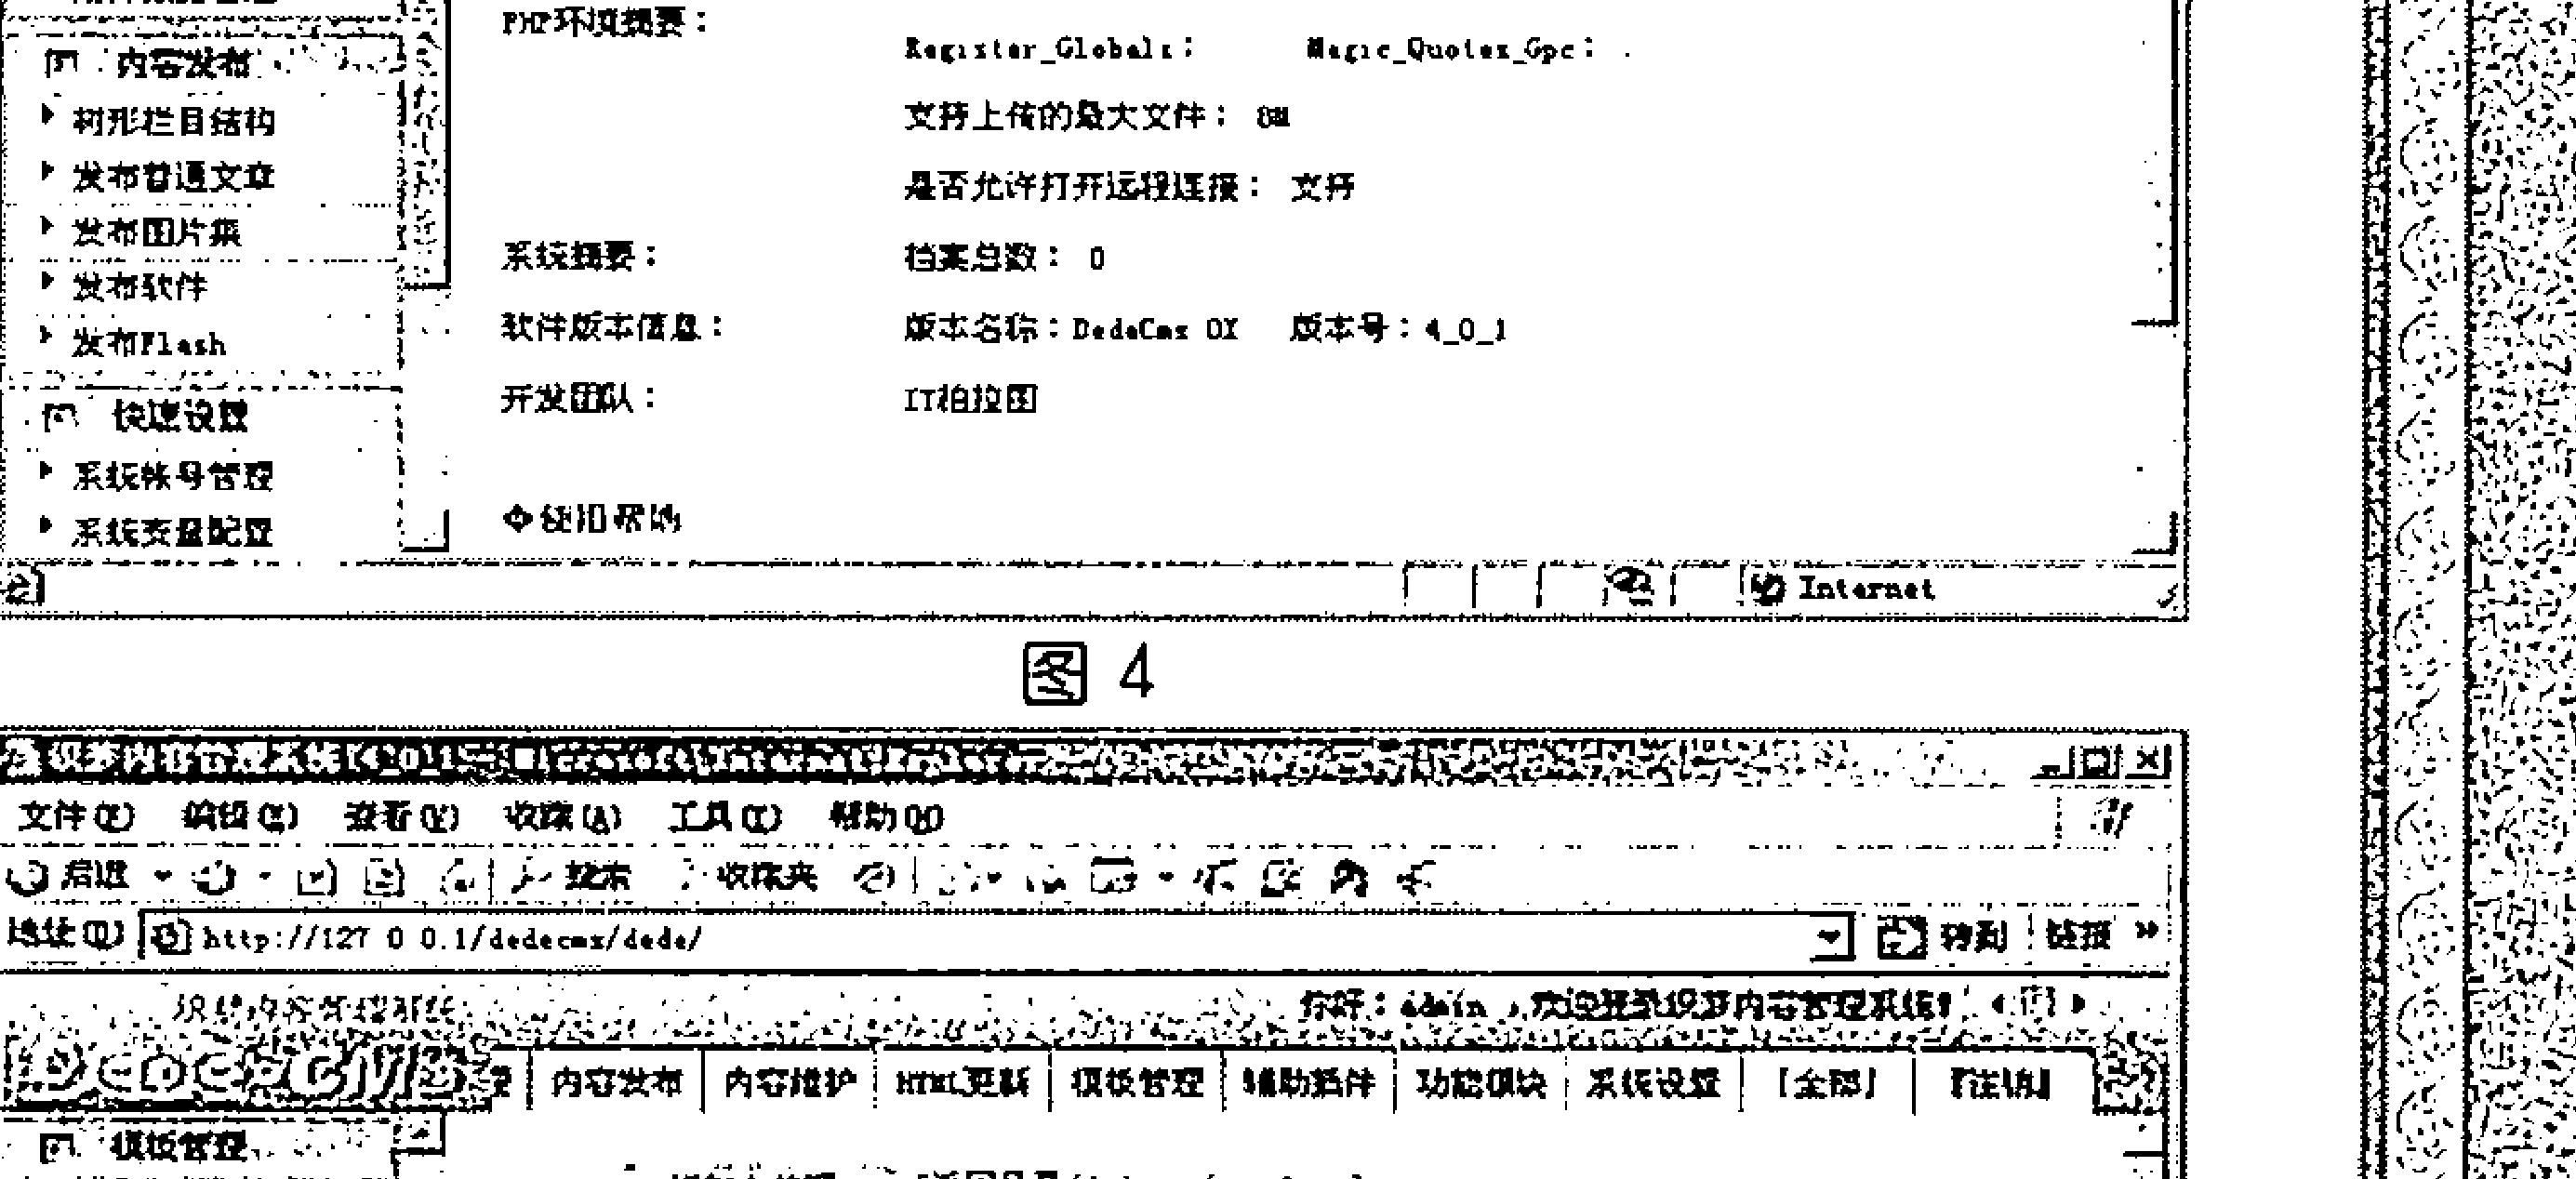 内容发布
树形栏目结构
发布普通文章
发布图片集
发布软件
发布Flash
快速设置
系统帐号管理
系统变量配置
PHP环境摘要：
Register_Globals： Magic_Quotes_Gpc：
支持上传的最大文件： 8M
是否允许打开远程连接： 支持
系统摘要： 档案总数： 0
软件版本信息： 版本名称：DedeCms OX 版本号：4_0_1
开发团队： IT柏拉图
使用帮助
Internet
图 4
文件(F) 编辑(E) 查看(V) 收藏(A) 工具(T) 帮助(H)
后退 搜索 收藏夹
地址(D) http://127 0 0.1/dedecms/dede/ 转到 链接 »
你好：admin ，欢迎登录织梦内容管理系统！
DedeCMS 内容发布 内容维护 HTML更新 模板管理 辅助插件 功能模块 系统设置 [全部] [注销]
模板管理